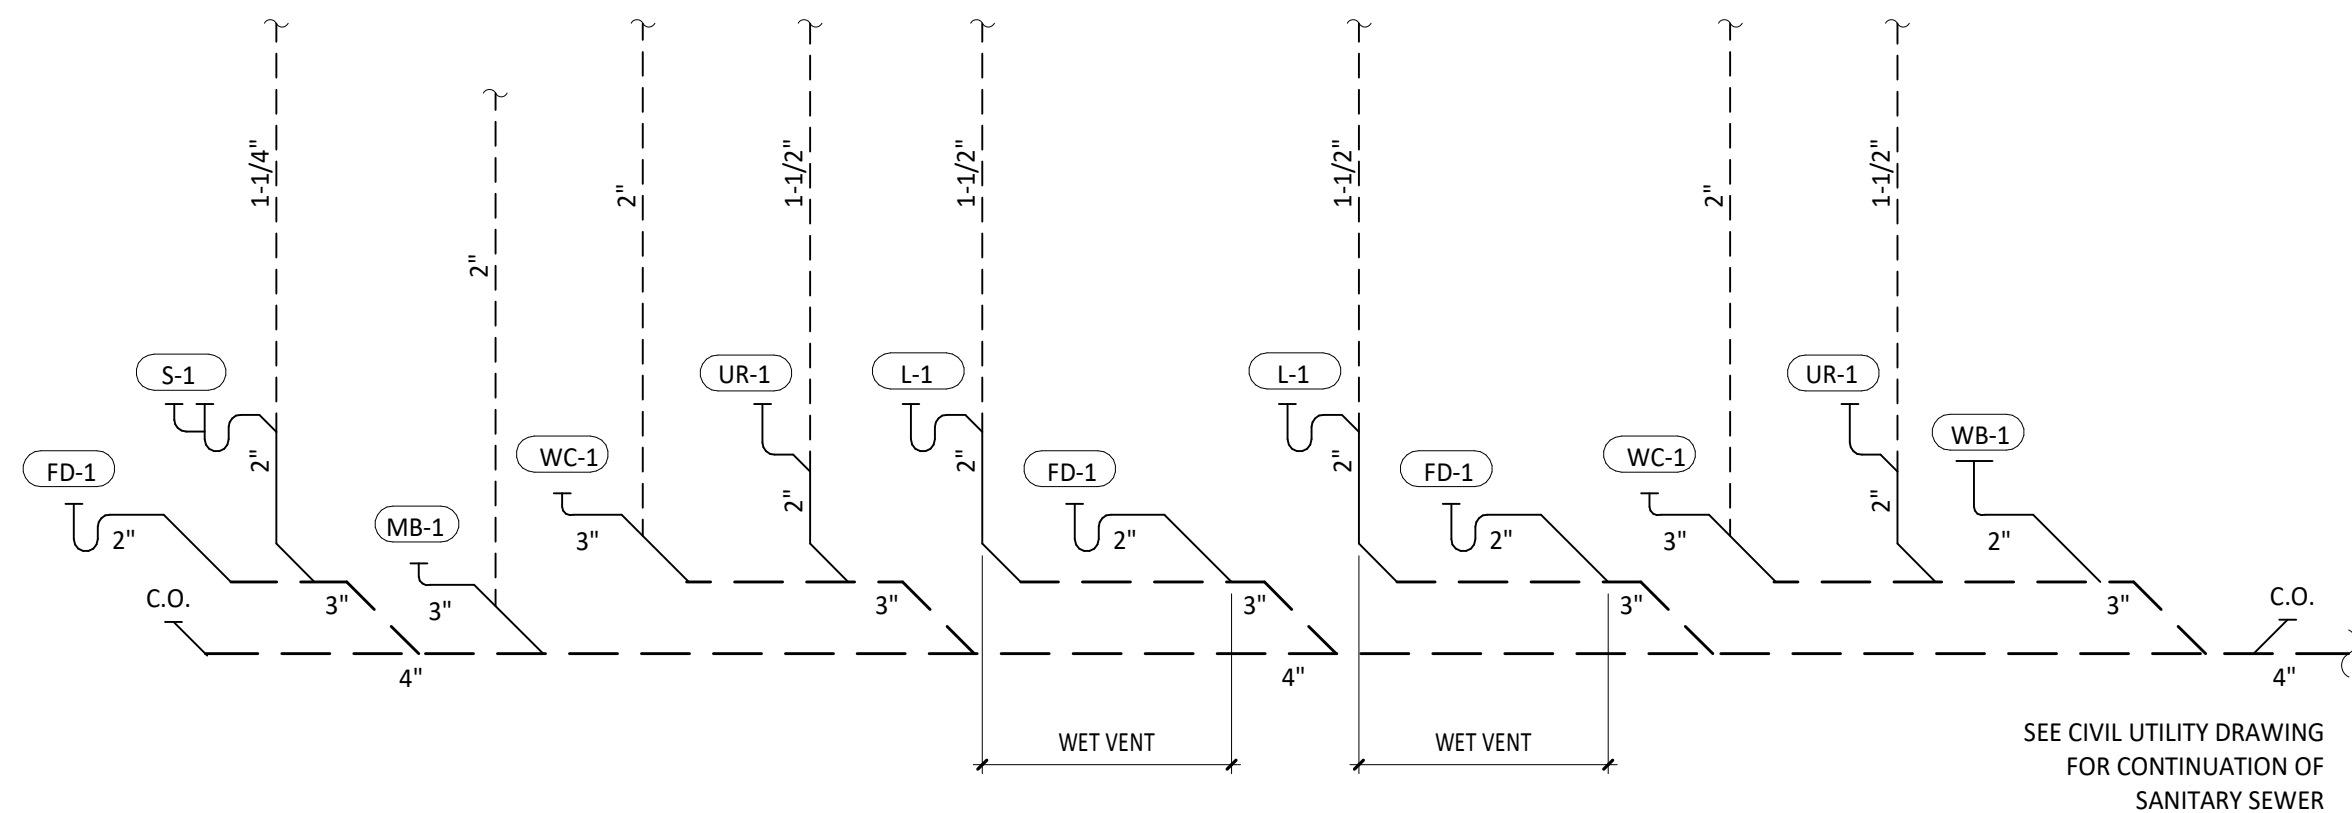 1-1/4"
2"
2"
1-1/2"
1-1/2"
1-1/2"
2"
1-1/2"
S-1
UR-1
L-1
L-1
UR-1
FD-1
2"
MB-1
WC-1
2"
2"
FD-1
2"
FD-1
WC-1
2"
WB-1
2"
3"
2"
2"
3"
2"
C.O.
3"
3"
3"
3"
3"
3"
C.O.
4"
4"
4"
WET VENT
WET VENT
SEE CIVIL UTILITY DRAWING
FOR CONTINUATION OF
SANITARY SEWER